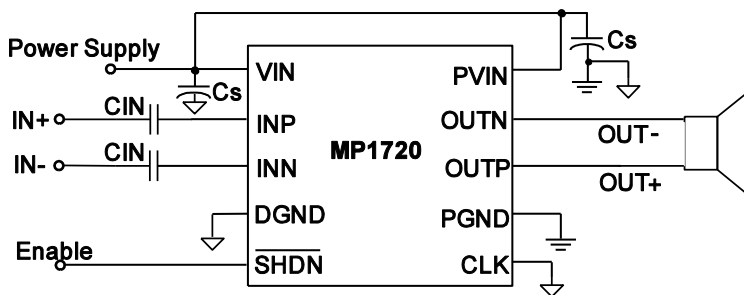 Power Supply
Cs
Cs
VIN
PVIN
CIN
IN+
INP
OUTN
OUT-
MP1720
CIN
IN-
INN
OUTP
OUT+
DGND
PGND
Enable
SHDN
CLK